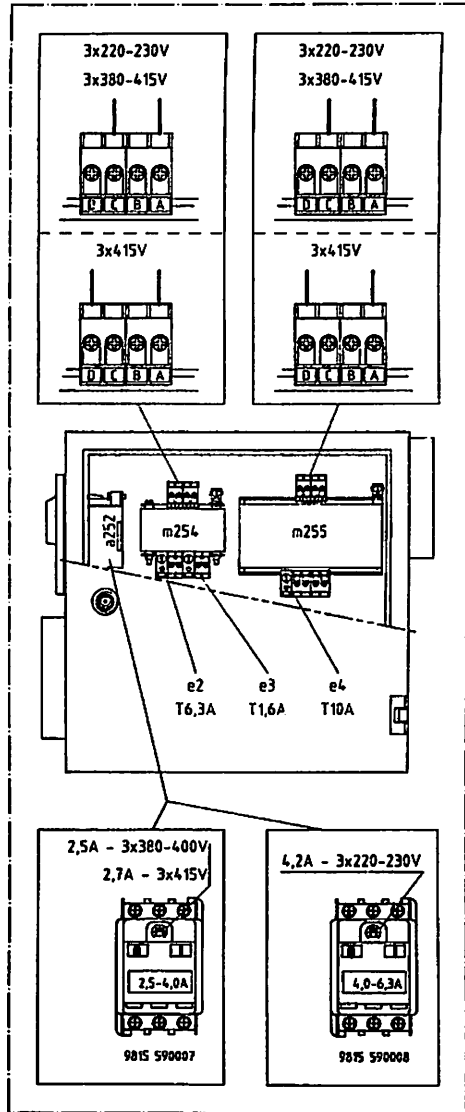 3x220-230V
3x380-415V
D C B A
3x415V
D C B A
3x220-230V
3x380-415V
D C B A
3x415V
D C B A
a252
m254
m255
e2
T6,3A
e3
T1,6A
e4
T10A
2,5A - 3x380-400V
2,7A - 3x415V
2,5-4,0A
9815 590007
4,2A - 3x220-230V
4,0-6,3A
9815 590008